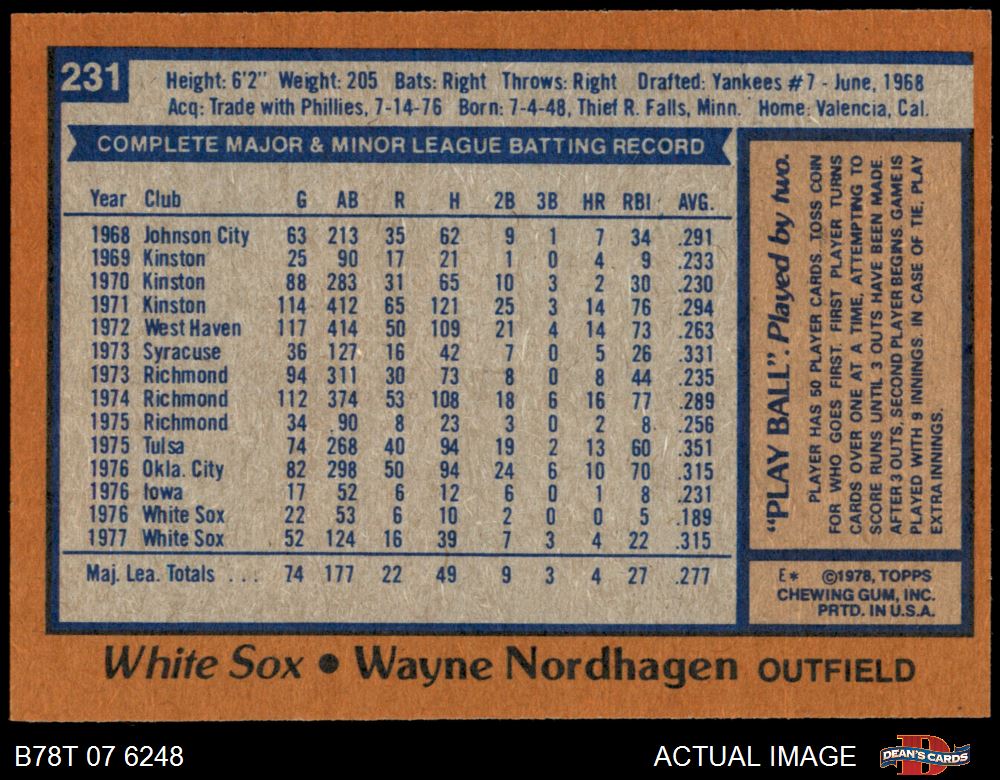 231
Height: 6'2" Weight: 205 Bats: Right Throws: Right Drafted: Yankees #7 - June, 1968
Acq: Trade with Phillies, 7-14-76 Born: 7-4-48, Thief R. Falls, Minn. Home: Valencia, Cal.
COMPLETE MAJOR & MINOR LEAGUE BATTING RECORD
Year Club G AB R H 2B 3B HR RBI AVG.
1968 Johnson City 63 213 35 62 9 1 7 34 .291
1969 Kinston 25 90 17 21 1 0 4 9 .233
1970 Kinston 88 283 31 65 10 3 2 30 .230
1971 Kinston 114 412 65 121 25 3 14 76 .294
1972 West Haven 117 414 50 109 21 4 14 73 .263
1973 Syracuse 36 127 16 42 7 0 5 26 .331
1973 Richmond 94 311 30 73 8 0 8 44 .235
1974 Richmond 112 374 53 108 18 6 16 77 .289
1975 Richmond 34 90 8 23 3 0 2 8 .256
1975 Tulsa 74 268 40 94 19 2 13 60 .351
1976 Okla. City 82 298 50 94 24 6 10 70 .315
1976 Iowa 17 52 6 12 6 0 1 8 .231
1976 White Sox 22 53 6 10 2 0 0 5 .189
1977 White Sox 52 124 16 39 7 3 4 22 .315
Maj. Lea. Totals . . . 74 177 22 49 9 3 4 27 .277
"PLAY BALL". Played by two.
PLAYER HAS 50 PLAYER CARDS. TOSS COIN
FOR WHO GOES FIRST. FIRST PLAYER TURNS
CARDS OVER ONE AT A TIME, ATTEMPTING TO
SCORE RUNS UNTIL 3 OUTS HAVE BEEN MADE.
AFTER 3 OUTS, SECOND PLAYER BEGINS. GAME IS
PLAYED WITH 9 INNINGS. IN CASE OF TIE, PLAY
EXTRA INNINGS.
E* ©1978, TOPPS
CHEWING GUM, INC.
PRTD. IN U.S.A.
White Sox • Wayne Nordhagen OUTFIELD
B78T 07 6248
ACTUAL IMAGE
D
DEAN'S CARDS